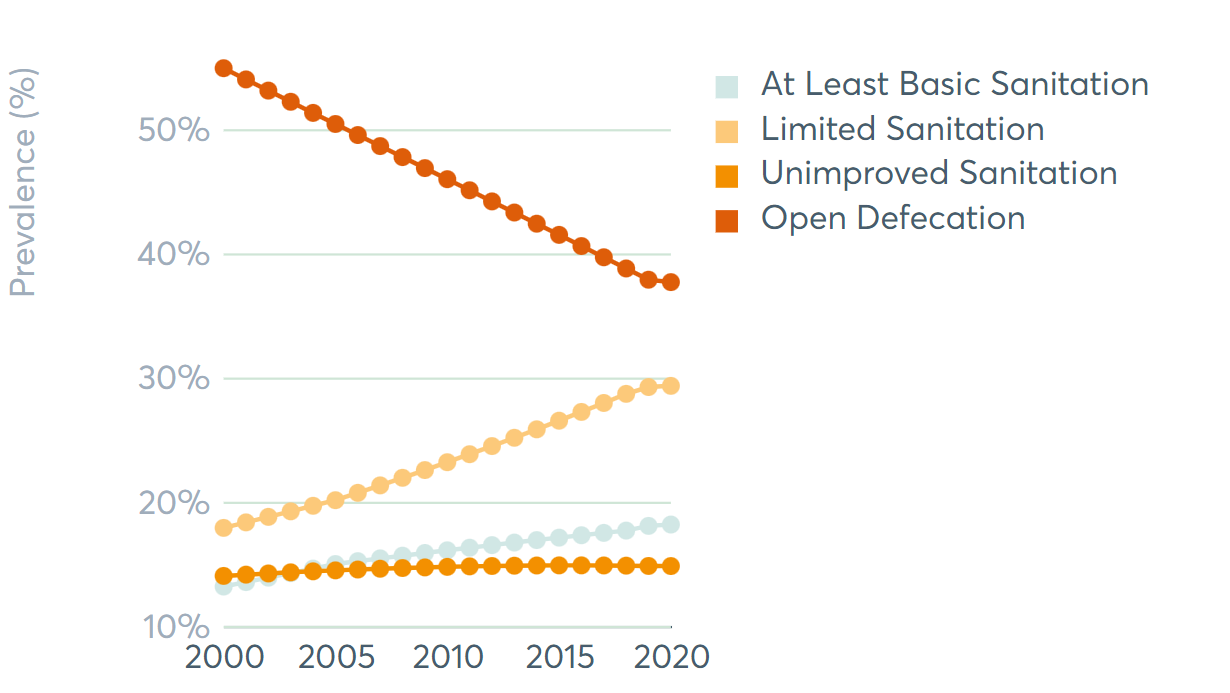 Prevalence (%)
50%
40%
30%
20%
10%
2000 2005 2010 2015 2020
At Least Basic Sanitation
Limited Sanitation
Unimproved Sanitation
Open Defecation